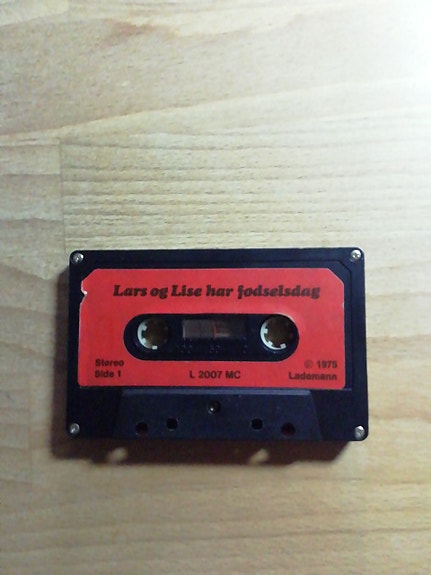 Lars og Lise har fødselsdag
Stereo
Side 1
L 2007 MC
© 1975
Lademann